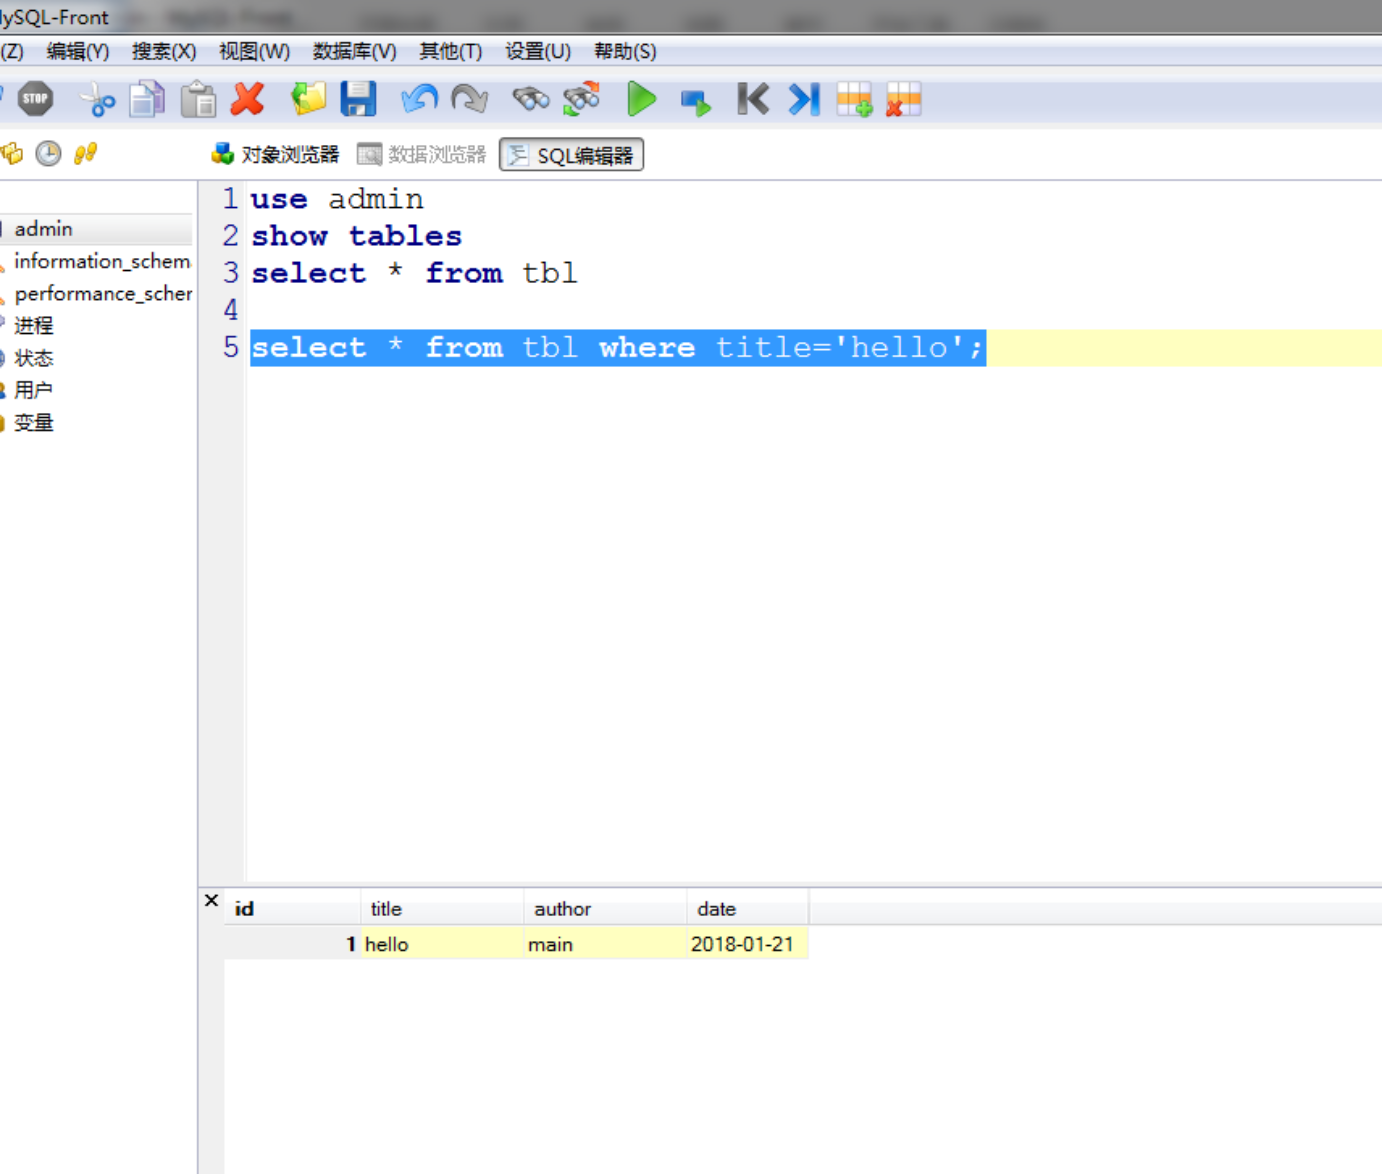 ySQL-Front
(Z) 编辑(Y) 搜索(X) 视图(W) 数据库(V) 其他(T) 设置(U) 帮助(S)
STOP
对象浏览器 数据浏览器 SQL编辑器
admin
information_schem
performance_scher
进程
状态
用户
变量
1 use admin
2 show tables
3 select * from tbl
4
5 select * from tbl where title='hello';
id title author date
1 hello main 2018-01-21